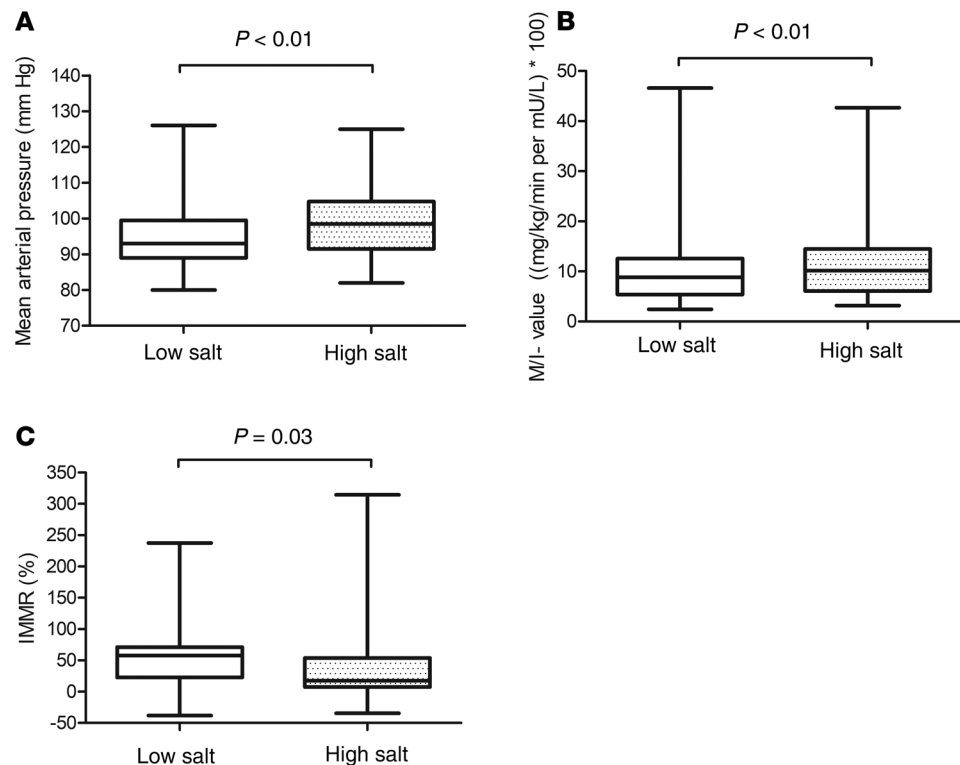 A
P < 0.01
Mean arterial pressure (mm Hg)
140
130
120
110
100
90
80
70
Low salt
High salt
B
P < 0.01
M/I- value ((mg/kg/min per mU/L) * 100)
50
40
30
20
10
0
Low salt
High salt
C
P = 0.03
IMMR (%)
350
300
250
200
150
100
50
0
-50
Low salt
High salt